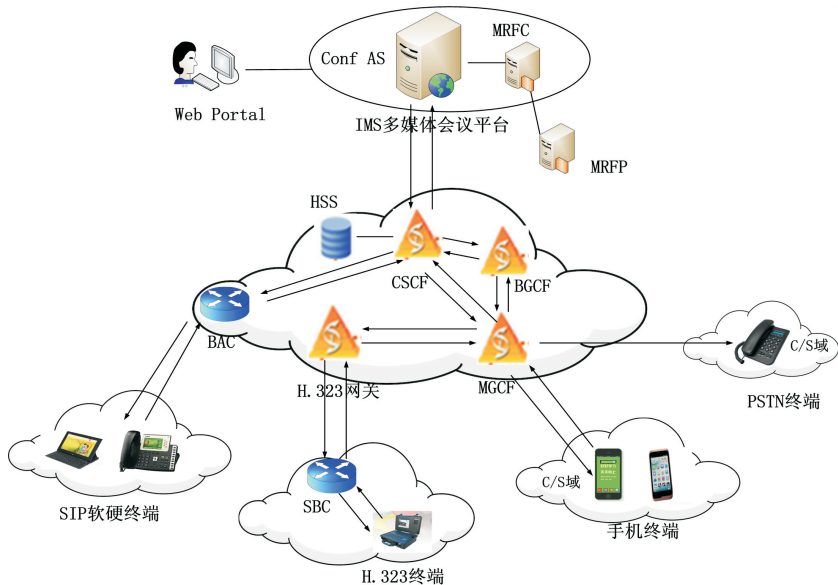 MRFC
Conf AS
Web Portal
IMS多媒体会议平台
MRFP
HSS
CSCF
BGCF
BAC
H.323网关
MGCF
C/S域
PSTN终端
SBC
C/S域
SIP软硬终端
手机终端
H.323终端